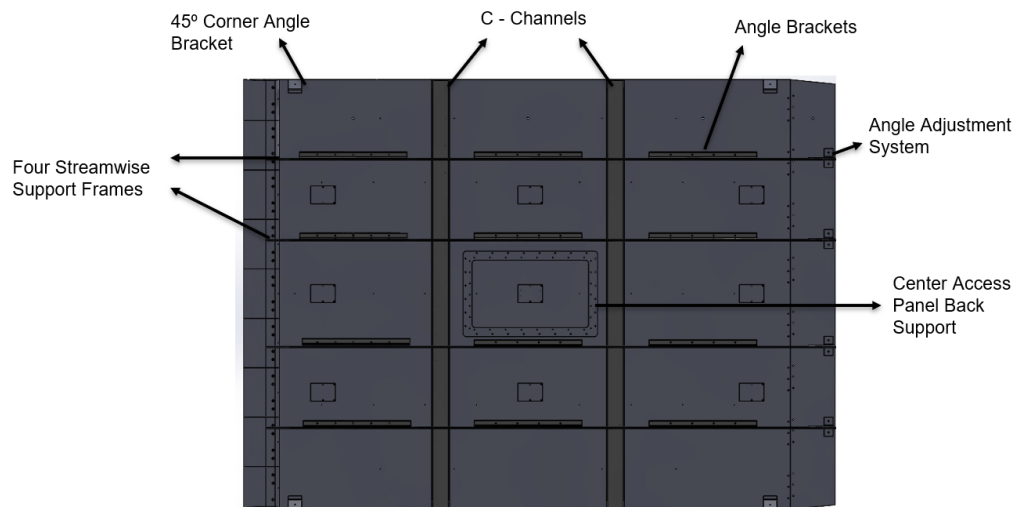 45º Corner Angle
Bracket
C - Channels
Angle Brackets
Angle Adjustment
System
Four Streamwise
Support Frames
Center Access
Panel Back
Support